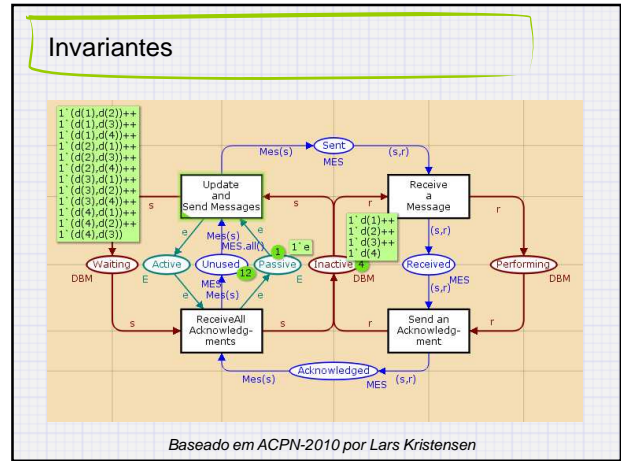 Invariantes
1`(d(1),d(2))++
1`(d(1),d(3))++
1`(d(1),d(4))++
1`(d(2),d(1))++
1`(d(2),d(3))++
1`(d(2),d(4))++
1`(d(3),d(1))++
1`(d(3),d(2))++
1`(d(3),d(4))++
1`(d(4),d(1))++
1`(d(4),d(2))++
1`(d(4),d(3))
Mes(s)
Sent
MES
(s,r)
Update
and
Send Messages
Receive
a
Message
s
e
e
s
r
r
Mes(s)
MES.all()
1
1`e
1`d(1)++
1`d(2)++
1`d(3)++
1`d(4)
(s,r)
Waiting
DBM
Active
E
Unused
12
MES
Passive
E
Inactive
4
DBM
Received
MES
Performing
DBM
Mes(s)
(s,r)
s
e
e
s
r
r
ReceiveAll
Acknowledg-
ments
Send an
Acknowledg-
ment
Mes(s)
Acknowledged
MES
(s,r)
Baseado em ACPN-2010 por Lars Kristensen